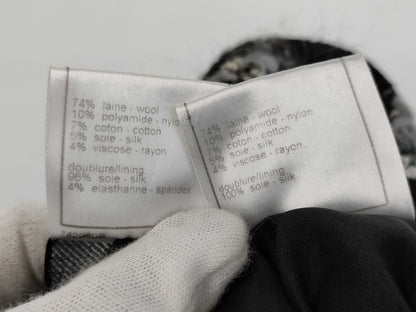 74% laine - wool
10% polyamide - nylon
7% coton - cotton
5% soie - silk
4% viscose - rayon
doublure/lining
96% soie - silk
4% elasthanne - spandex
74% laine - wool
10% polyamide - nylon
7% coton - cotton
5% soie - silk
4% viscose - rayon
doublure/lining
100% soie - silk